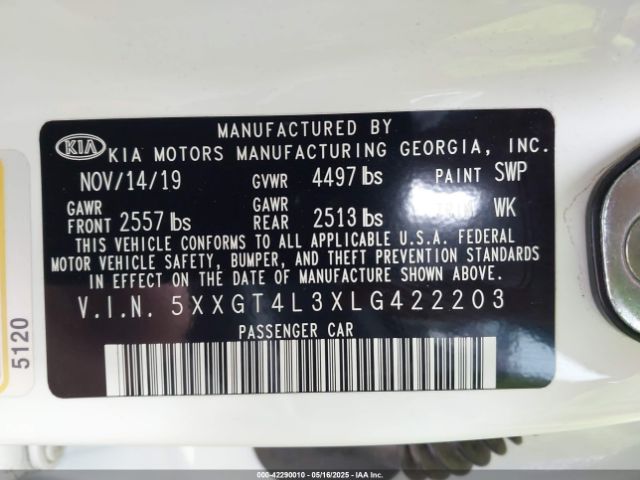 MANUFACTURED BY
KIA KIA MOTORS MANUFACTURING GEORGIA, INC.
NOV/14/19 GVWR 4497 lbs PAINT SWP
GAWR FRONT 2557 lbs GAWR REAR 2513 lbs TRIM WK
THIS VEHICLE CONFORMS TO ALL APPLICABLE U.S.A. FEDERAL
MOTOR VEHICLE SAFETY, BUMPER, AND THEFT PREVENTION STANDARDS
IN EFFECT ON THE DATE OF MANUFACTURE SHOWN ABOVE.
V.I.N. 5XXGT4L3XLG422203
PASSENGER CAR
5120
000-42290010 - 05/16/2025 - IAA Inc.